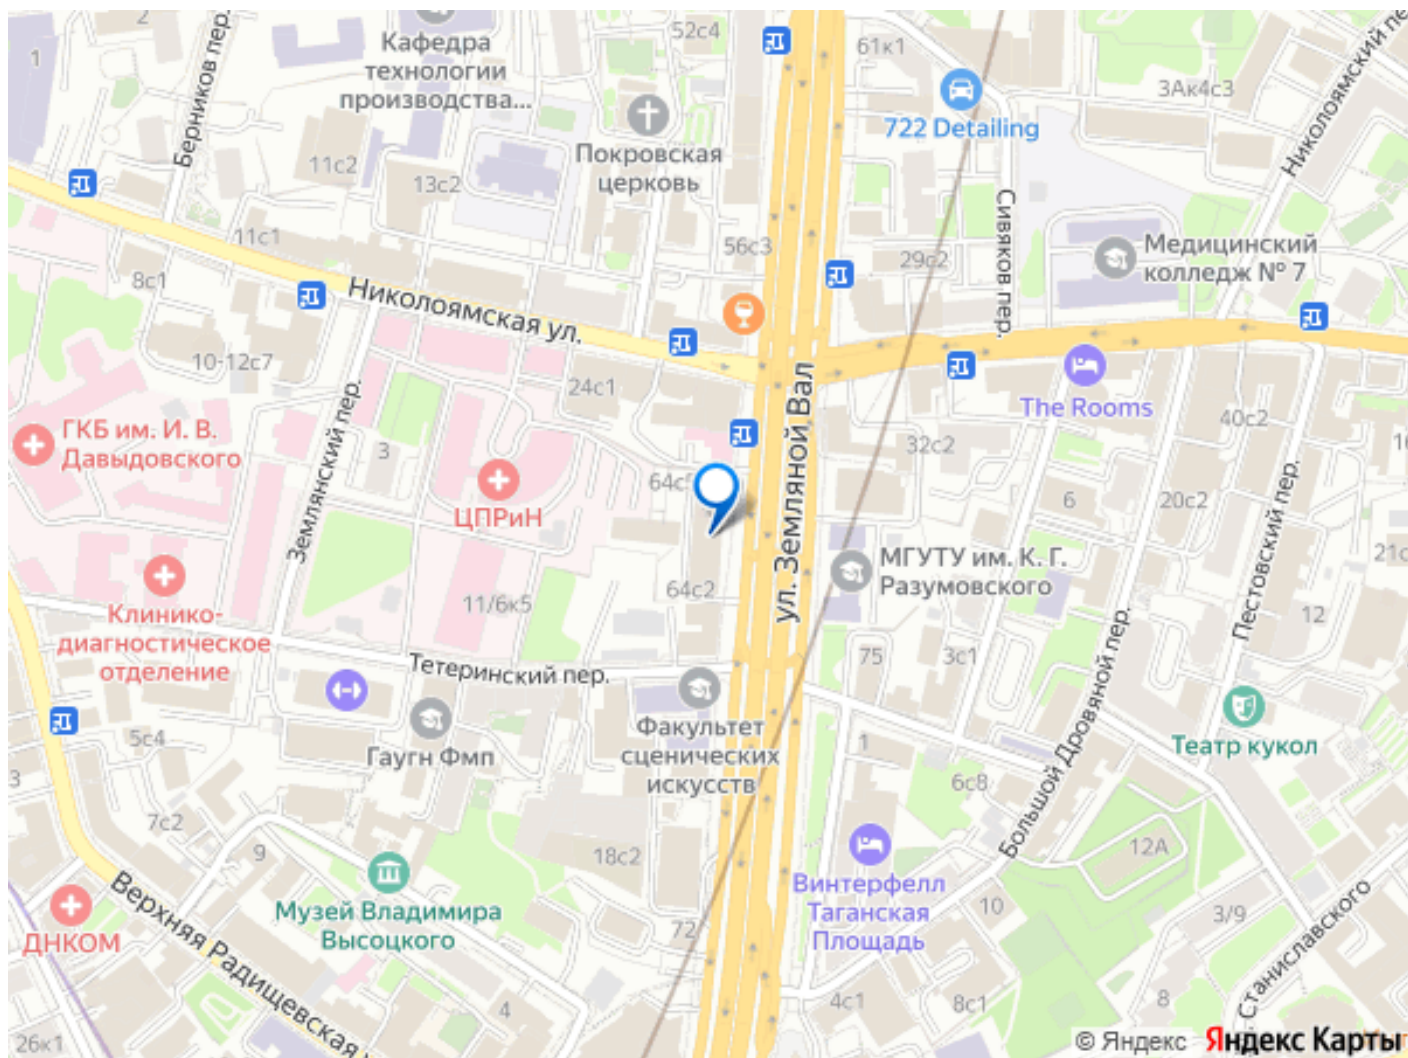 52с4
61к1
1
Кафедра
технологии
производства...
Берников пер.
3Ак4с3
722 Detailing
Николоямский пе
Покровская
церковь
11с2
13с2
Сивяков пер.
11с1
56с3
29с2
Медицинский
колледж № 7
8с1
Николоямская ул.
10-12с7
24с1
ул. Земляной Вал
The Rooms
40с2
ГКБ им. И. В.
Давыдовского
3
32с2
16
Землянский пер.
64с
6
20с2
ЦПРиН
МГУТУ им. К. Г.
Разумовского
21с
Пестовский пер.
64с2
11/6к5
12
Клинико-
диагностическое
отделение
Тетеринский пер.
75
3с1
Большой Дровяной пер.
5с4
Гаугн Фмп
Факультет
сценических
искусств
1
Театр кукол
3
6с8
7с2
9
18с2
12А
Верхняя Радищевская
Музей Владимира
Высоцкого
Винтерфелл
Таганская
Площадь
10
3/9
ДНКОМ
72
Станиславского
4
4с1
8с1
8
26к1
© Яндекс Яндекс Карты